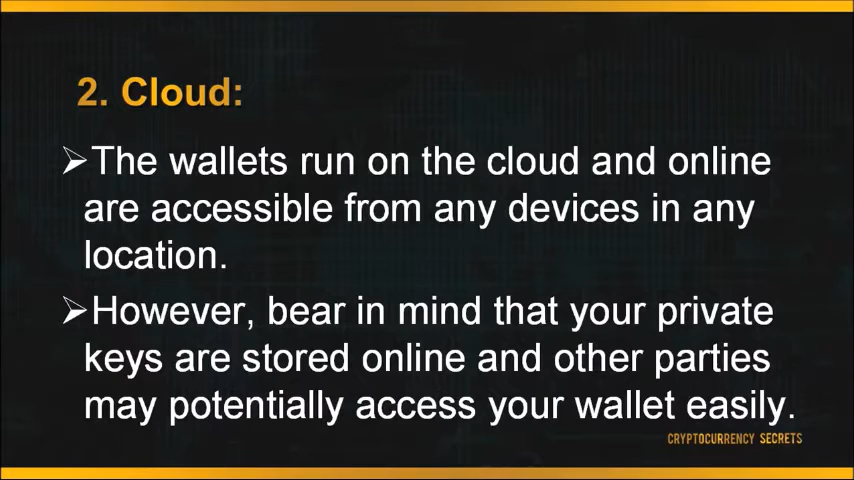 2. Cloud:
➢The wallets run on the cloud and online
are accessible from any devices in any
location.
➢However, bear in mind that your private
keys are stored online and other parties
may potentially access your wallet easily.
CRYPTOCURRENCY SECRETS